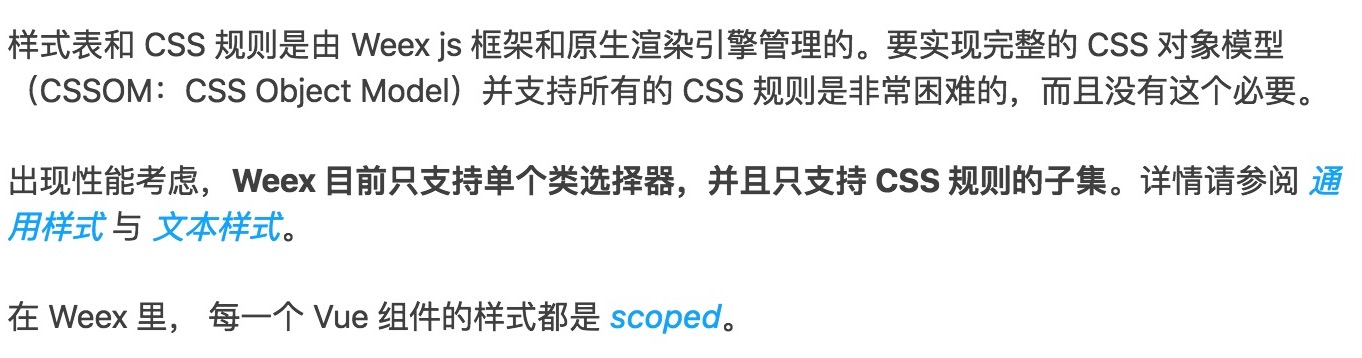 样式表和 CSS 规则是由 Weex js 框架和原生渲染引擎管理的。要实现完整的 CSS 对象模型
（CSSOM：CSS Object Model）并支持所有的 CSS 规则是非常困难的，而且没有这个必要。
出现性能考虑，Weex 目前只支持单个类选择器，并且只支持 CSS 规则的子集。详情请参阅 通
用样式 与 文本样式。
在 Weex 里， 每一个 Vue 组件的样式都是 scoped。